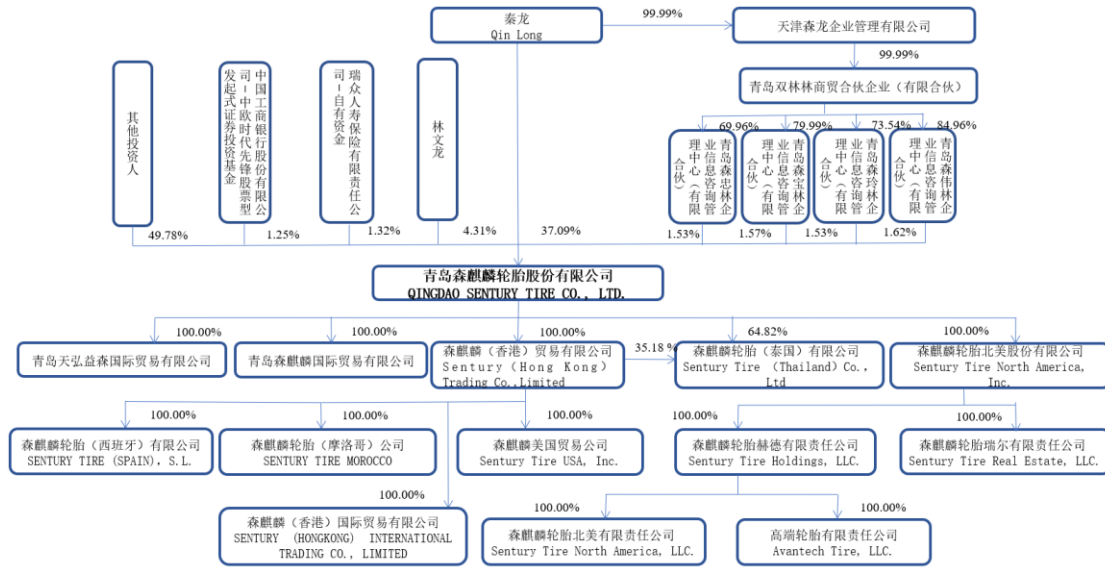 秦龙
Qin Long
99.99%
天津森龙企业管理有限公司
99.99%
青岛双林林商贸合伙企业（有限合伙）
其他投资人
中国工商银行股份有限公
司－中欧时代先锋股票型
发起式证券投资基金
瑞众人寿保险有限责任公
司－自有资金
林文龙
69.96%
79.99%
73.54%
84.96%
青岛森忠林企
业信息咨询管
理中心（有限
合伙）
青岛森宝林企
业信息咨询管
理中心（有限
合伙）
青岛森玲林企
业信息咨询管
理中心（有限
合伙）
青岛森伟林企
业信息咨询管
理中心（有限
合伙）
49.78%
1.25%
1.32%
4.31%
37.09%
1.53%
1.57%
1.53%
1.62%
青岛森麒麟轮胎股份有限公司
QINGDAO SENTURY TIRE CO., LTD.
100.00%
100.00%
100.00%
64.82%
100.00%
青岛天弘益森国际贸易有限公司
青岛森麒麟国际贸易有限公司
森麒麟（香港）贸易有限公司
Sentury（Hong Kong）
Trading Co.,Limited
35.18 %
森麒麟轮胎（泰国）有限公司
Sentury Tire （Thailand）Co.,
Ltd
森麒麟轮胎北美股份有限公司
Sentury Tire North America,
Inc.
100.00%
100.00%
100.00%
100.00%
100.00%
森麒麟轮胎（西班牙）有限公司
SENTURY TIRE (SPAIN), S.L.
森麒麟轮胎（摩洛哥）公司
SENTURY TIRE MOROCCO
森麒麟美国贸易公司
Sentury Tire USA, Inc.
森麒麟轮胎赫德有限责任公司
Sentury Tire Holdings, LLC.
森麒麟轮胎瑞尔有限责任公司
Sentury Tire Real Estate, LLC.
100.00%
100.00%
100.00%
森麒麟（香港）国际贸易有限公司
SENTURY (HONGKONG) INTERNATIONAL
TRADING CO., LIMITED
森麒麟轮胎北美有限责任公司
Sentury Tire North America, LLC.
高端轮胎有限责任公司
Avantech Tire, LLC.